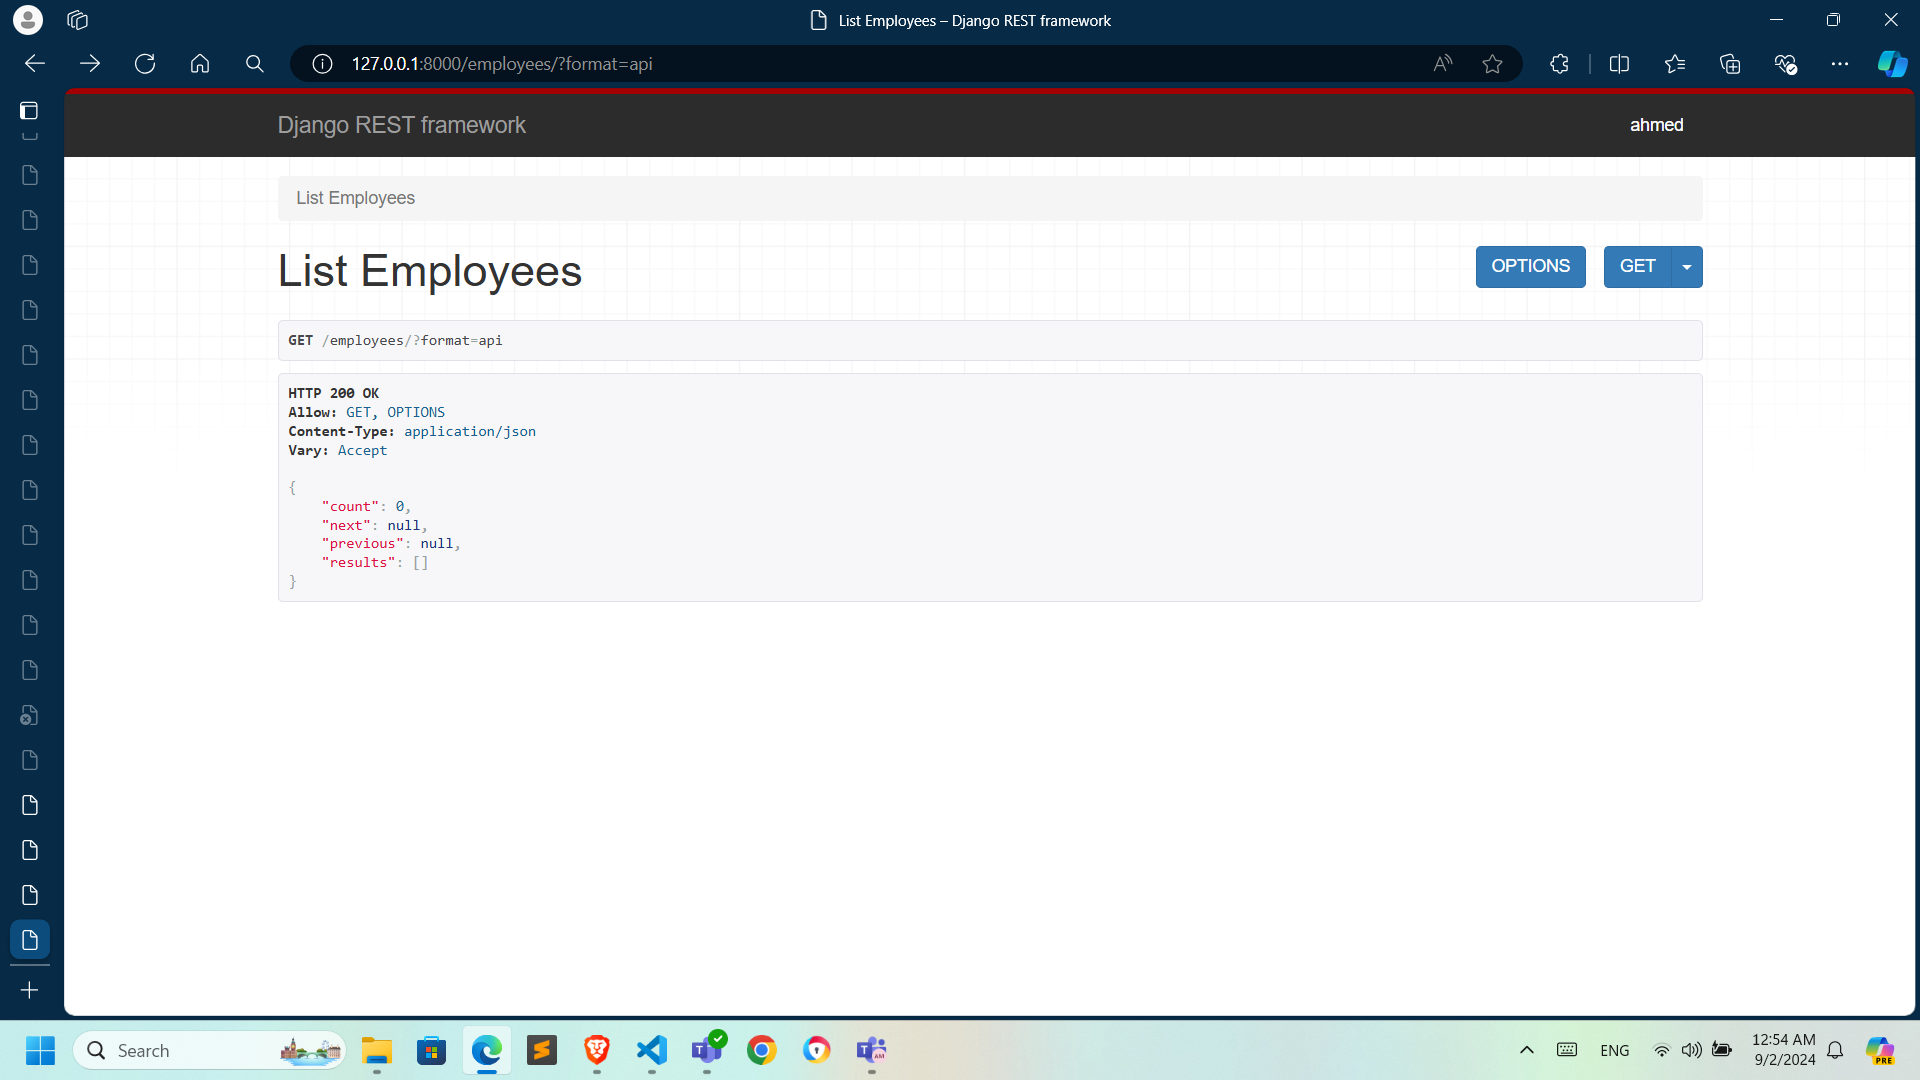 List Employees – Django REST framework
127.0.0.1:8000/employees/?format=api
Django REST framework
ahmed
List Employees
List Employees
OPTIONS
GET
GET /employees/?format=api
HTTP 200 OK
Allow: GET, OPTIONS
Content-Type: application/json
Vary: Accept
{
"count": 0,
"next": null,
"previous": null,
"results": []
}
Search
ENG
12:54 AM
9/2/2024
PRE